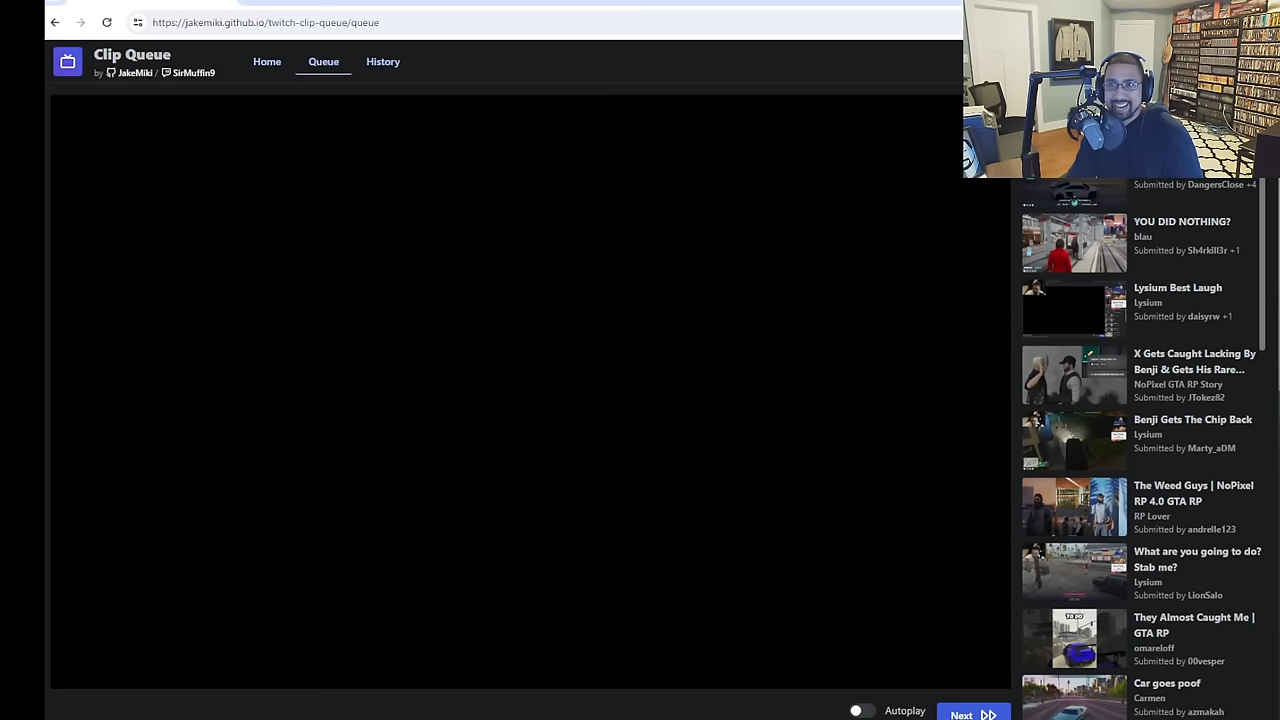 https://jakemiki.github.io/twitch-clip-queue/queue
Clip Queue
by JakeMiki / SirMuffin9
Home
Queue
History
Submitted by DangersClose +4
YOU DID NOTHING?
blau
Submitted by Sh4rkill3r +1
Lysium Best Laugh
Lysium
Submitted by daisyrw +1
X Gets Caught Lacking By
Benji & Gets His Rare...
NoPixel GTA RP Story
Submitted by JTokez82
Benji Gets The Chip Back
Lysium
Submitted by Marty_aDM
The Weed Guys | NoPixel
RP 4.0 GTA RP
RP Lover
Submitted by andrelle123
What are you going to do?
Stab me?
Lysium
Submitted by LionSalo
TO DO
They Almost Caught Me |
GTA RP
omareloff
Submitted by 00vesper
Car goes poof
Carmen
Submitted by azmakah
Autoplay
Next